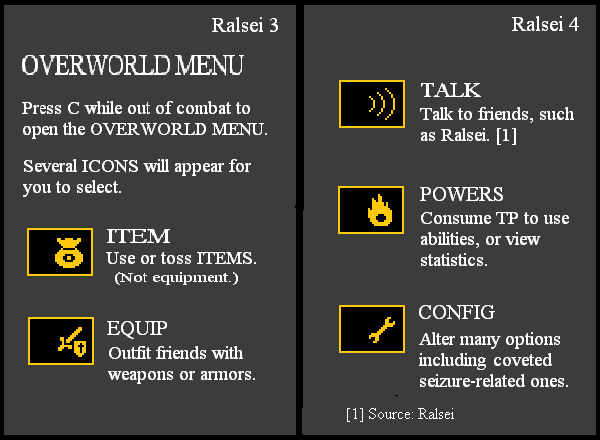 Ralsei 3
OVERWORLD MENU
Press C while out of combat to
open the OVERWORLD MENU.
Several ICONS will appear for
you to select.
ITEM
Use or toss ITEMS.
(Not equipment.)
EQUIP
Outfit friends with
weapons or armors.
Ralsei 4
TALK
Talk to friends, such
as Ralsei. [1]
POWERS
Consume TP to use
abilities, or view
statistics.
CONFIG
Alter many options
including coveted
seizure-related ones.
[1] Source: Ralsei